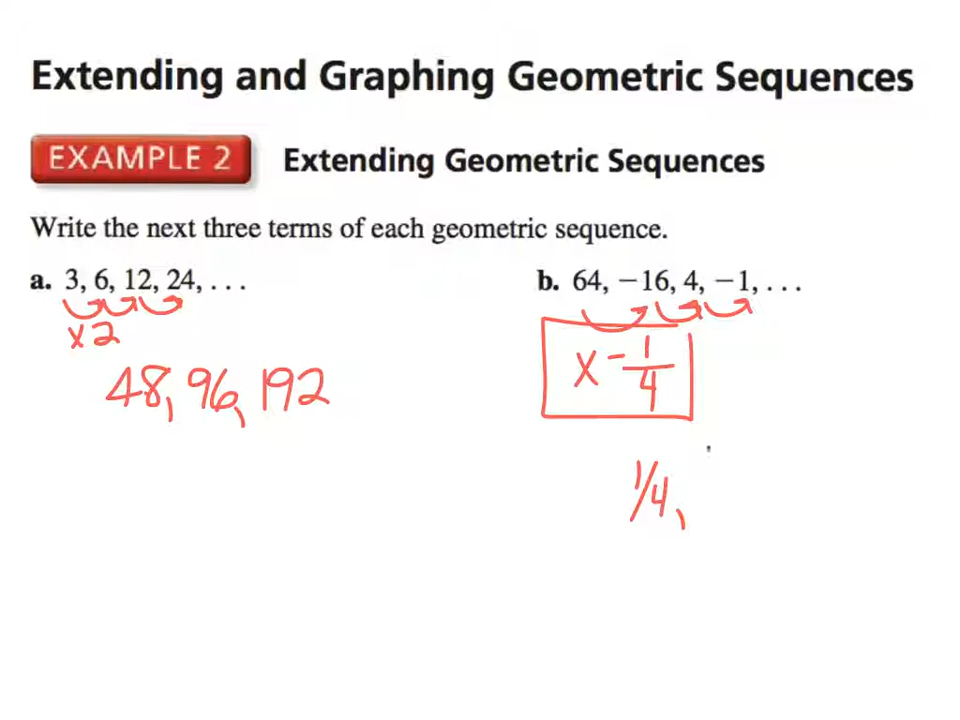 Extending and Graphing Geometric Sequences
EXAMPLE 2 Extending Geometric Sequences
Write the next three terms of each geometric sequence.
a. 3, 6, 12, 24, . . .
x 2
48, 96, 192
b. 64, −16, 4, −1, . . .
x -1/4
1/4,